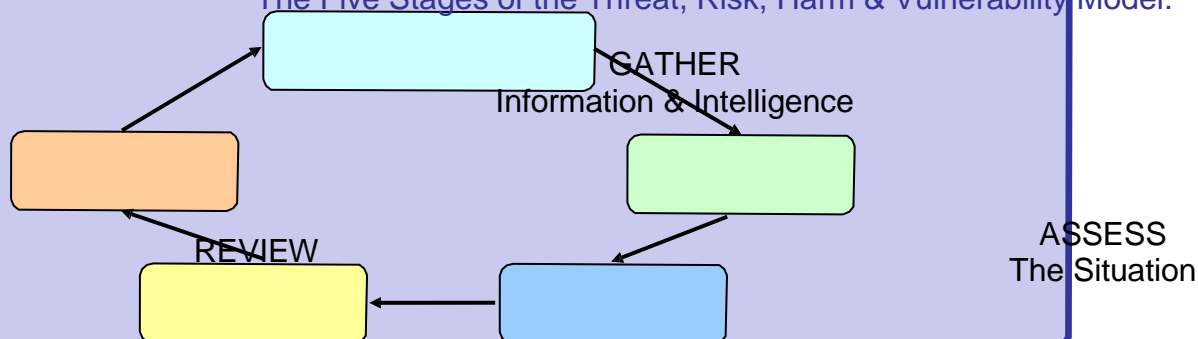 The Five Stages of the Threat, Risk, Harm & Vulnerability Model.
GATHER
Information & Intelligence
REVIEW
ASSESS
The Situation